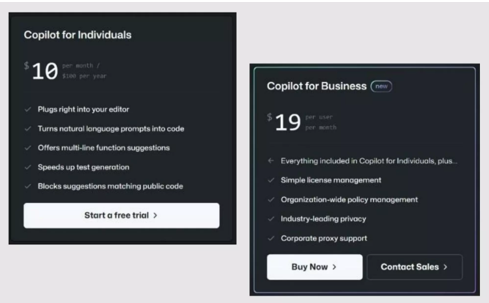 Copilot for Individuals
$10 per month /
$100 per year
Plugs right into your editor
Turns natural language prompts into code
Offers multi-line function suggestions
Speeds up test generation
Blocks suggestions matching public code
Start a free trial >
Copilot for Business new
$19 per user
per month
Everything included in Copilot for Individuals, plus...
Simple license management
Organization-wide policy management
Industry-leading privacy
Corporate proxy support
Buy Now > Contact Sales >